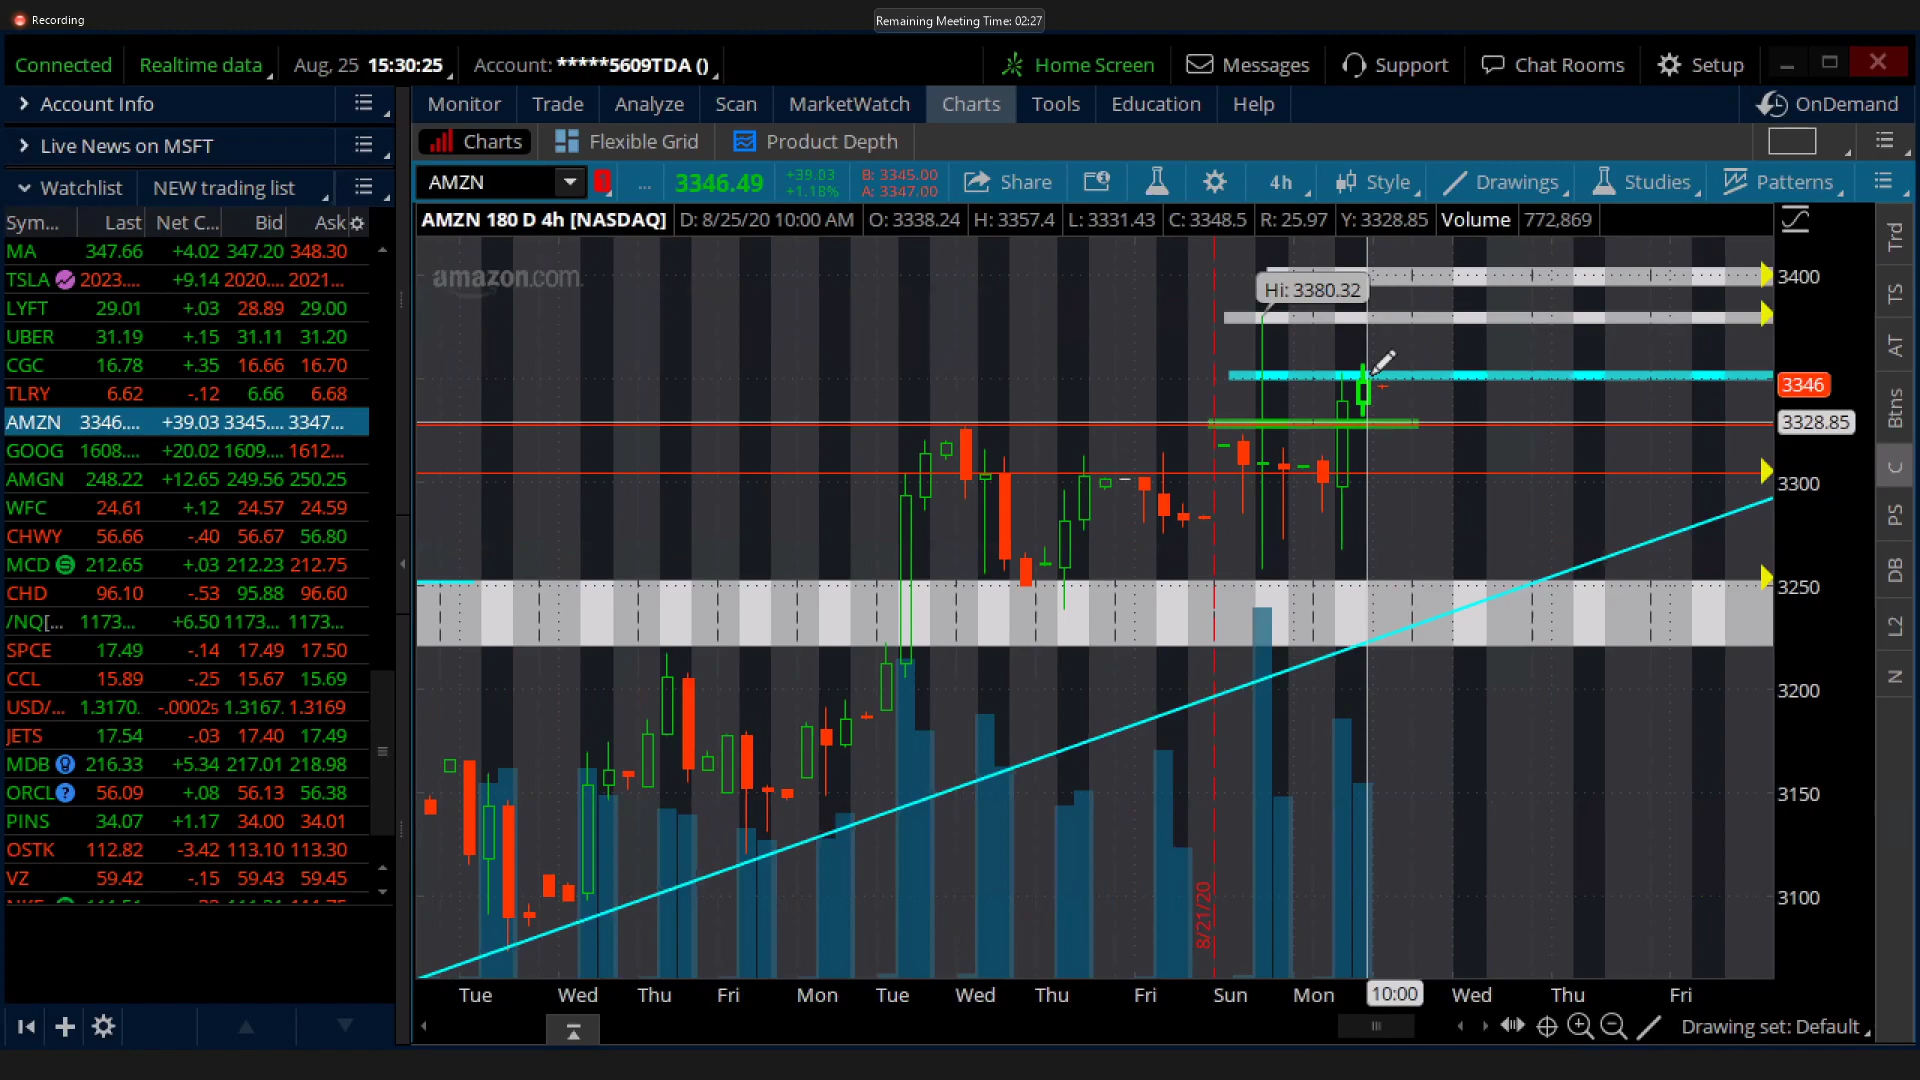 Recording
Remaining Meeting Time: 02:27
Connected Realtime data Aug, 25 15:30:25 Account: *****5609TDA () Home Screen Messages Support Chat Rooms Setup
Account Info
Monitor Trade Analyze Scan MarketWatch Charts Tools Education Help OnDemand
Live News on MSFT
Charts Flexible Grid Product Depth
Watchlist NEW trading list
AMZN ... 3346.49 +39.03 +1.18% B: 3345.00 A: 3347.00 Share 4h Style Drawings Studies Patterns
AMZN 180 D 4h [NASDAQ] D: 8/25/20 10:00 AM O: 3338.24 H: 3357.4 L: 3331.43 C: 3348.5 R: 25.97 Y: 3328.85 Volume 772,869
Sym... Last Net C... Bid Ask
MA 347.66 +4.02 347.20 348.30
TSLA 2023.... +9.14 2020.... 2021...
LYFT 29.01 +.03 28.89 29.00
UBER 31.19 +.15 31.11 31.20
CGC 16.78 +.35 16.66 16.70
TLRY 6.62 -.12 6.66 6.68
AMZN 3346.... +39.03 3345.... 3347...
GOOG 1608.... +20.02 1609.... 1612...
AMGN 248.22 +12.65 249.56 250.25
WFC 24.61 +.12 24.57 24.59
CHWY 56.66 -.40 56.67 56.80
MCD 212.65 +.03 212.23 212.75
CHD 96.10 -.53 95.88 96.60
/NQ[... 1173... +6.50 1173... 1173...
SPCE 17.49 -.14 17.49 17.50
CCL 15.89 -.25 15.67 15.69
USD/... 1.3170. -.0002s 1.3167. 1.3169
JETS 17.54 -.03 17.40 17.49
MDB 216.33 +5.34 217.01 218.98
ORCL 56.09 +.08 56.13 56.38
PINS 34.07 +1.17 34.00 34.01
OSTK 112.82 -3.42 113.10 113.30
VZ 59.42 -.15 59.43 59.45
amazon.com
Hi: 3380.32
3400
3346
3328.85
3300
3250
3200
3150
3100
8/21/20
Tue Wed Thu Fri Mon Tue Wed Thu Fri Sun Mon 10:00 Wed Thu Fri
Drawing set: Default
Trd
TS
AT
Btns
C
PS
DB
L2
N